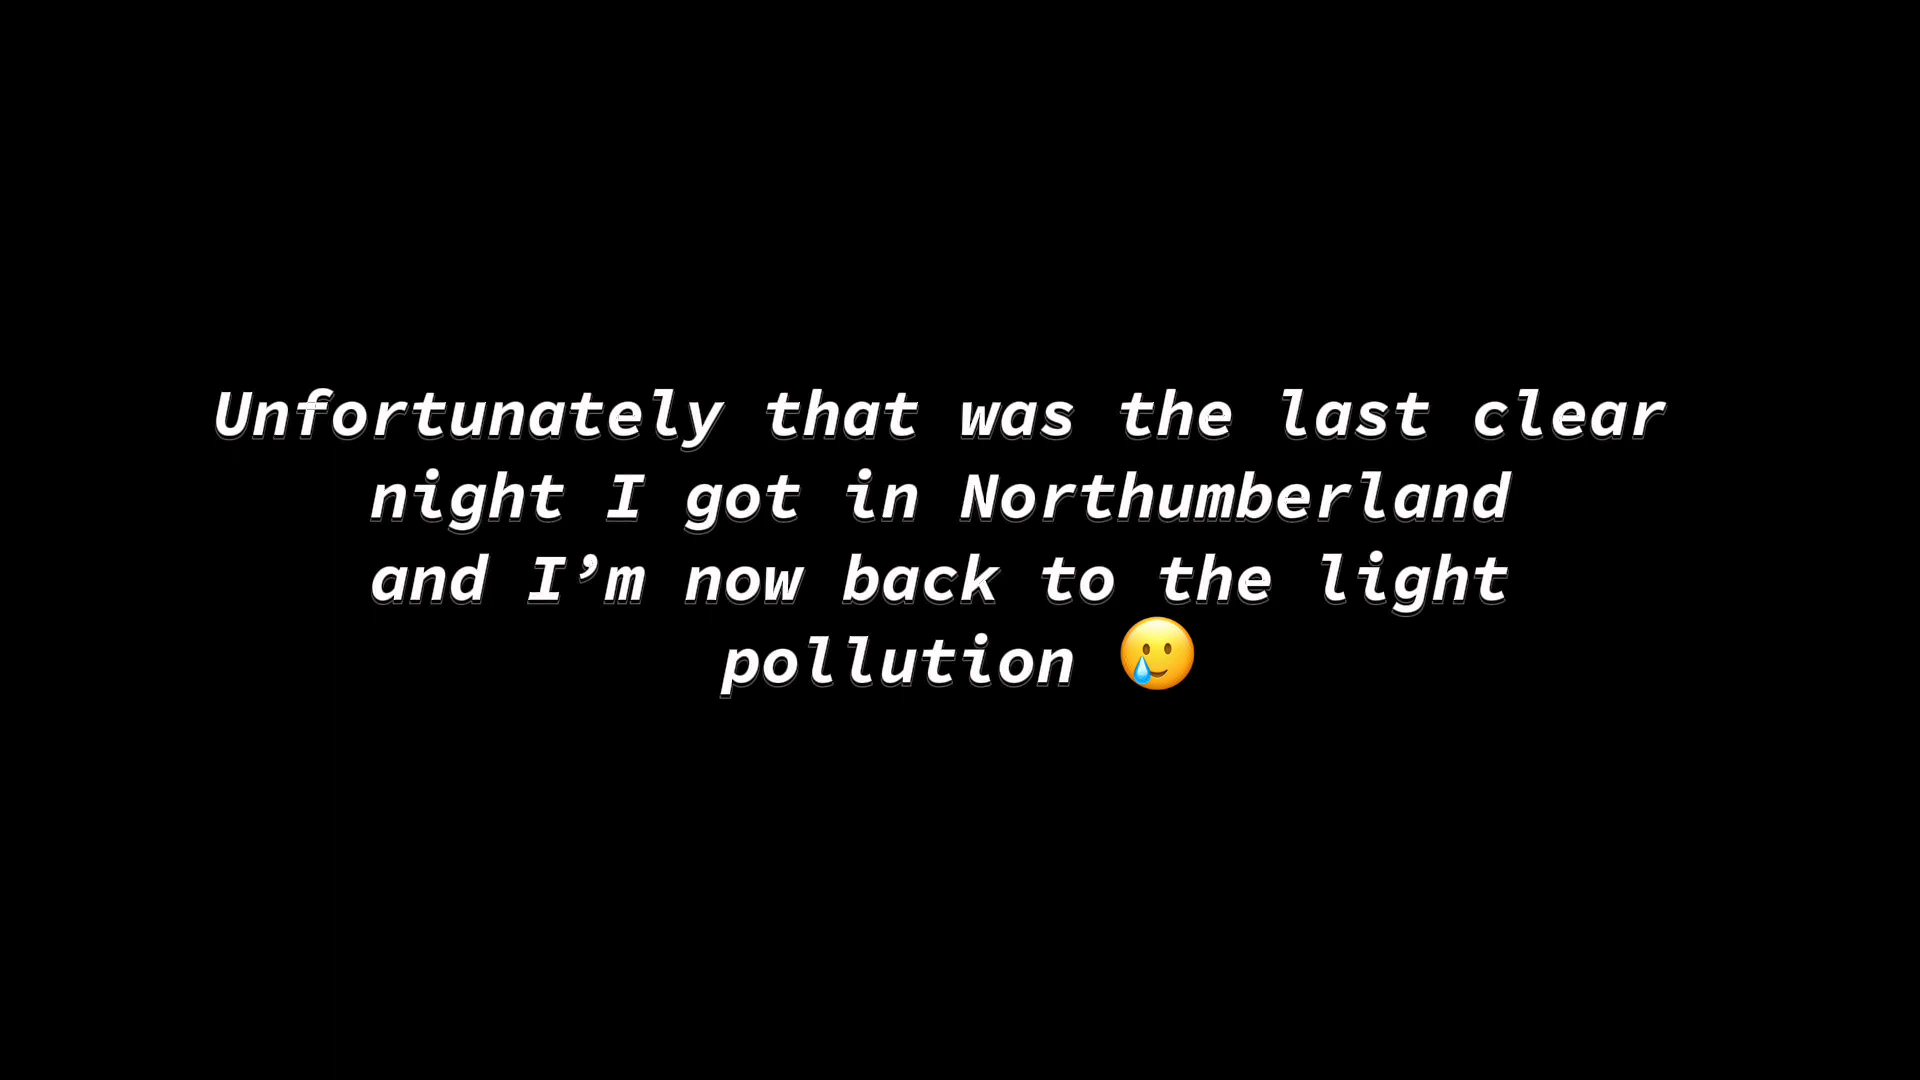 Unfortunately that was the last clear
night I got in Northumberland
and I’m now back to the light
pollution 🥲